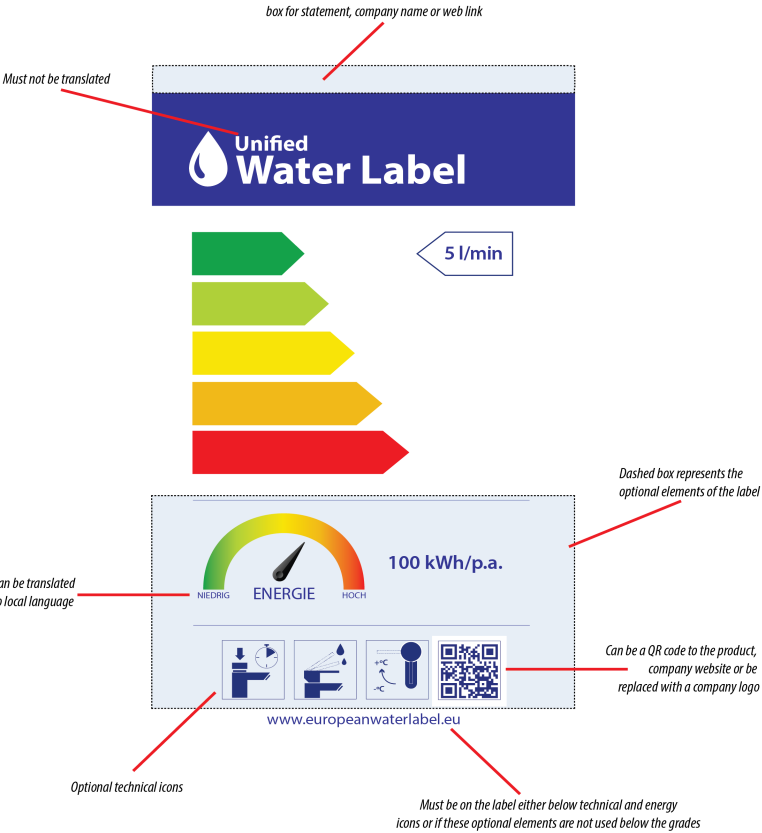 box for statement, company name or web link
Must not be translated
Unified
Water Label
5 l/min
Dashed box represents the
optional elements of the label
100 kWh/p.a.
an be translated
o local language
NIEDRIG
ENERGIE
HOCH
+°C
-°C
Can be a QR code to the product,
company website or be
replaced with a company logo
www.europeanwaterlabel.eu
Optional technical icons
Must be on the label either below technical and energy
icons or if these optional elements are not used below the grades